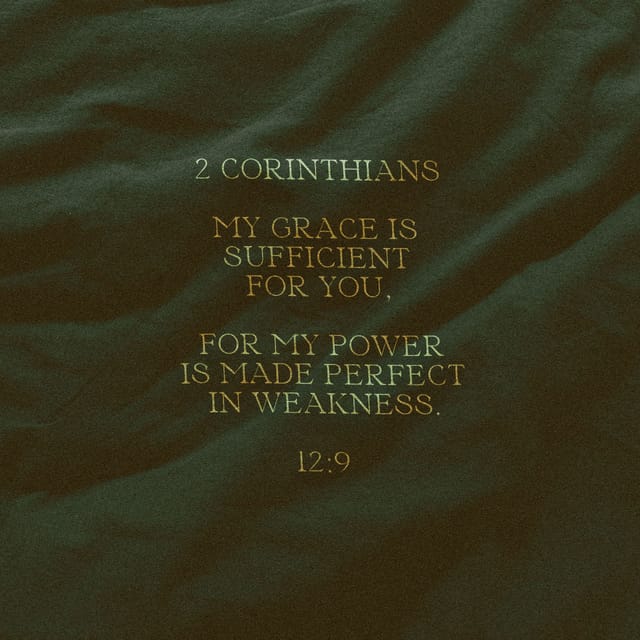 2 CORINTHIANS
MY GRACE IS
SUFFICIENT
FOR YOU,
FOR MY POWER
IS MADE PERFECT
IN WEAKNESS.
12:9